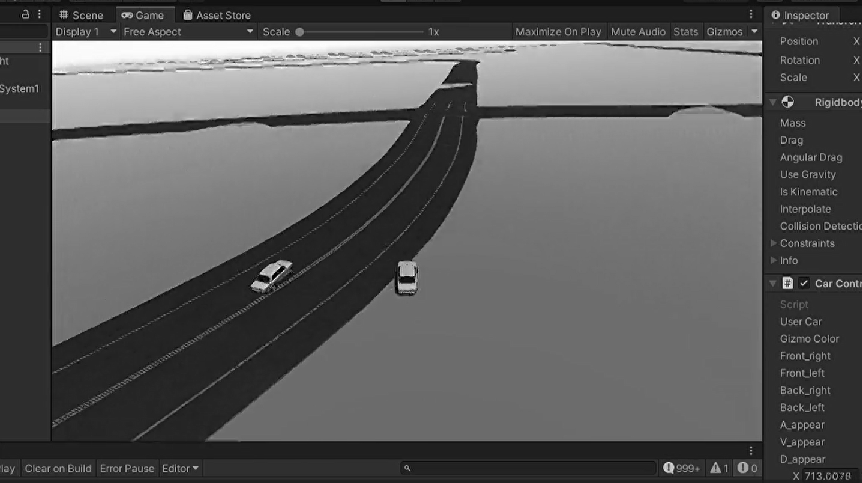 Scene Game Asset Store
Display 1 Free Aspect Scale 1x Maximize On Play Mute Audio Stats Gizmos
ht
System1
Inspector
Position X
Rotation X
Scale X
Rigidbody
Mass
Drag
Angular Drag
Use Gravity
Is Kinematic
Interpolate
Collision Detectio
Constraints
Info
Car Contr
Script
User Car
Gizmo Color
Front_right
Front_left
Back_right
Back_left
A_appear
V_appear
D_appear
X 713.0078
lay Clear on Build Error Pause Editor 999+ 1 0